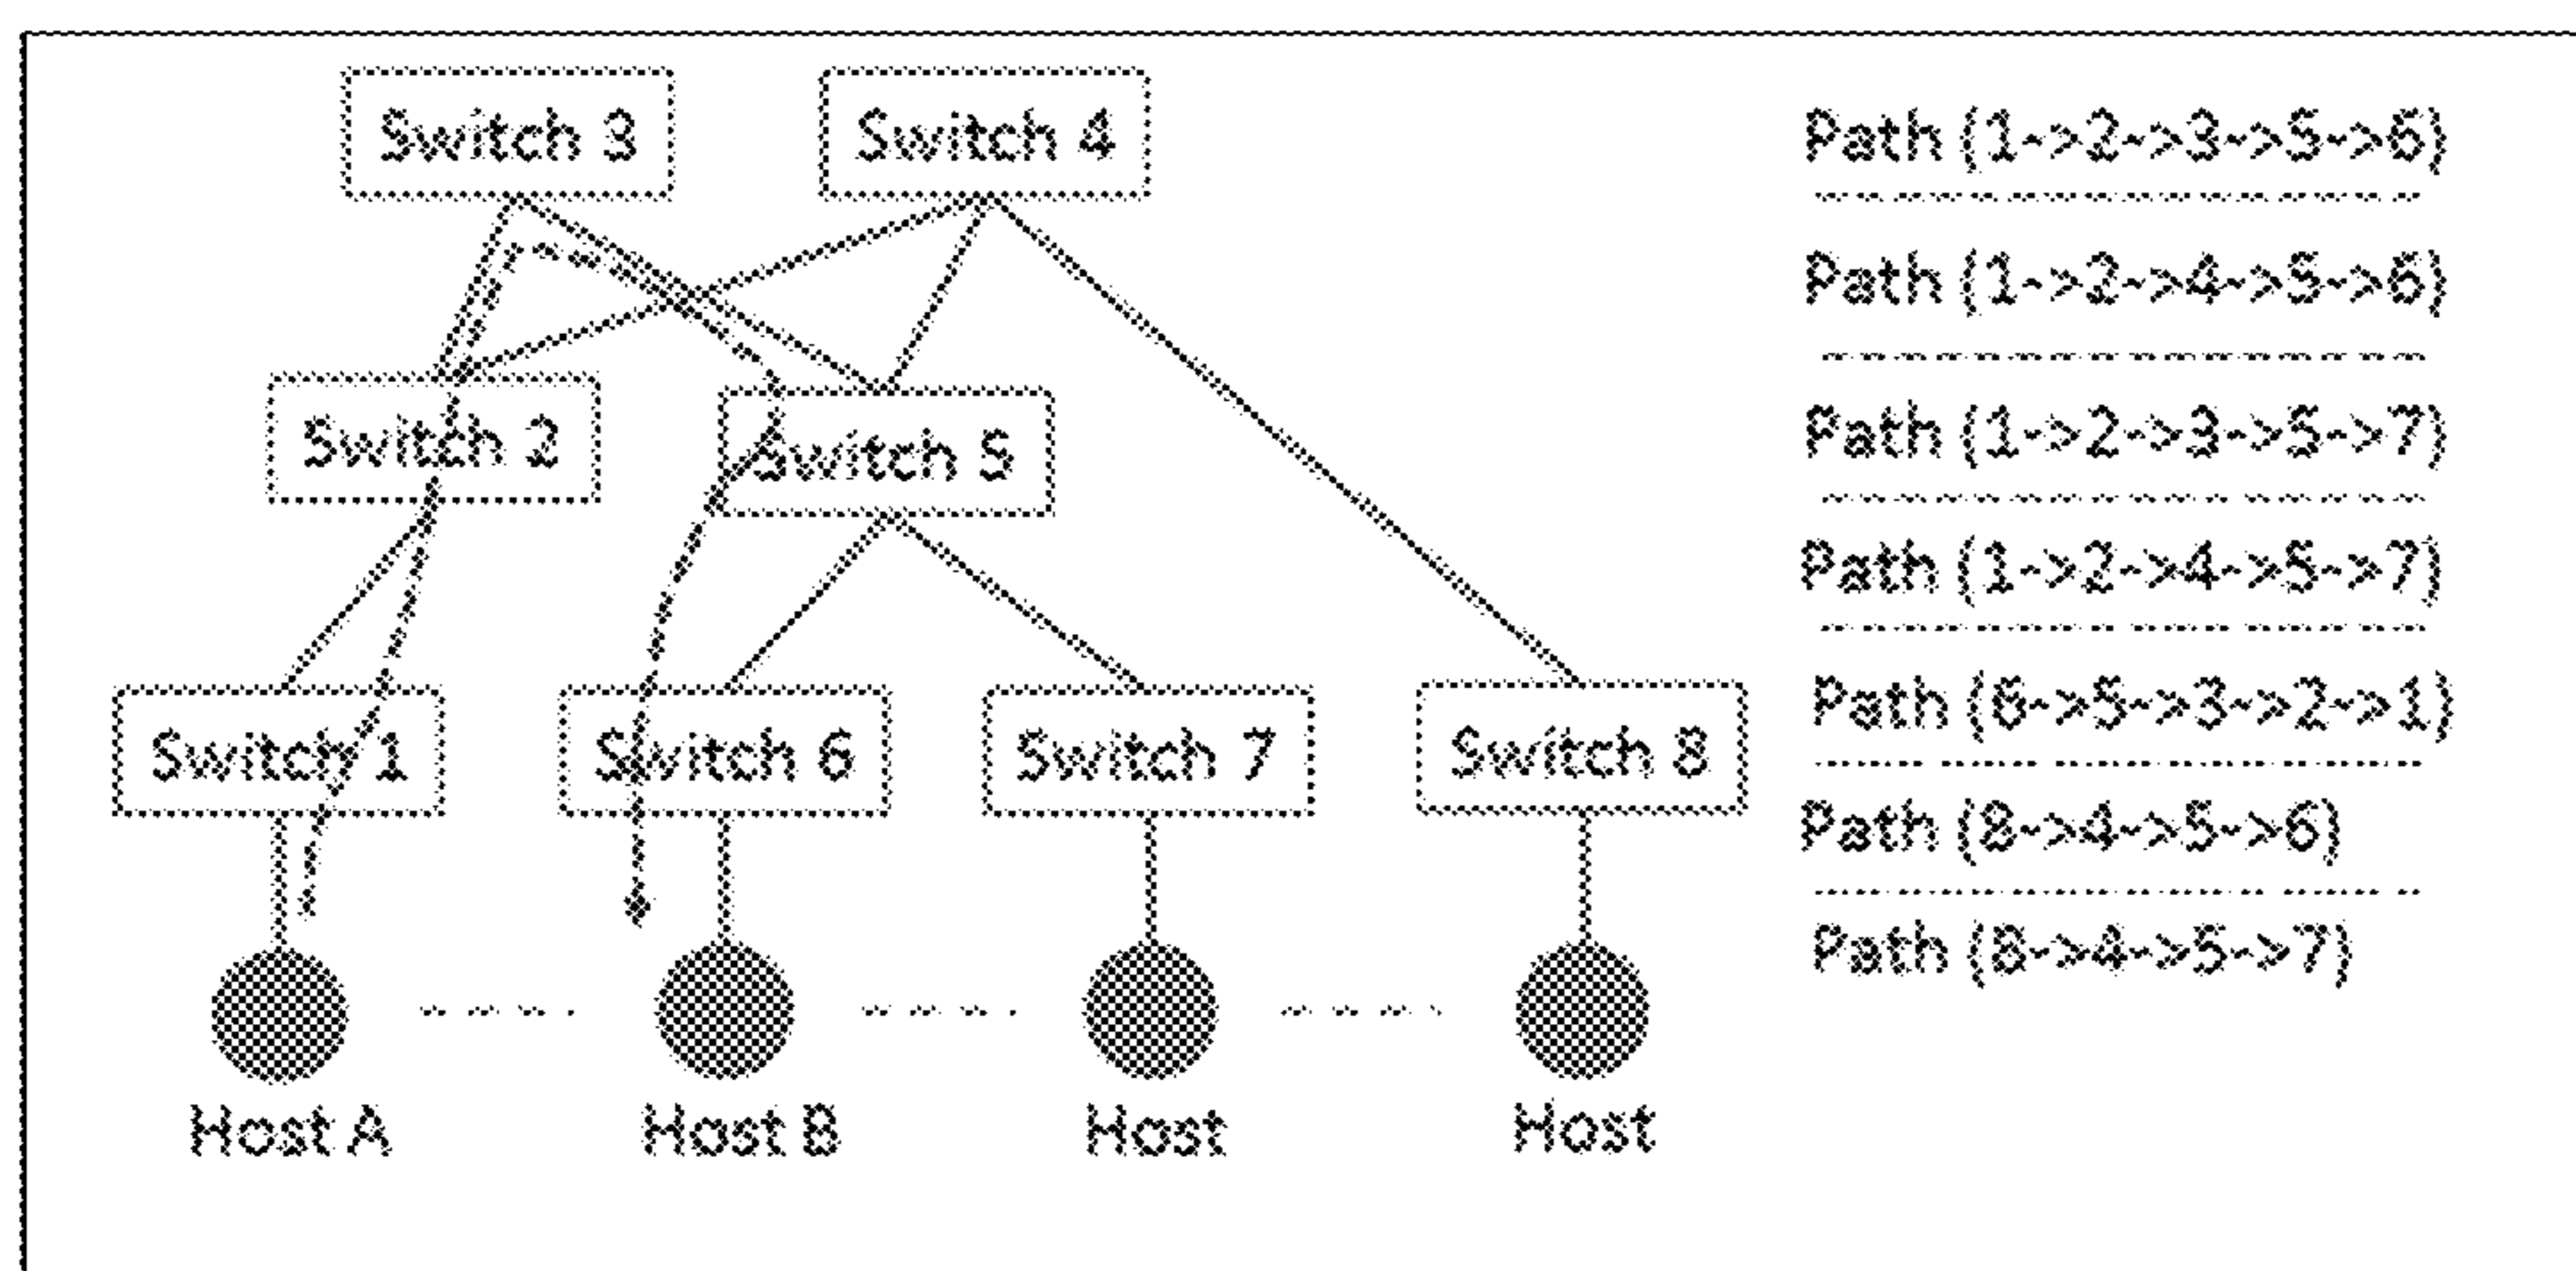 Switch 3
Switch 4
Switch 2
Switch 5
Switch 1
Switch 6
Switch 7
Switch 8
Host A
Host B
Host
Host
Path (1->2->3->5->6)
Path (1->2->4->5->6)
Path (1->2->3->5->7)
Path (1->2->4->5->7)
Path (6->5->3->2->1)
Path (8->4->5->6)
Path (8->4->5->7)